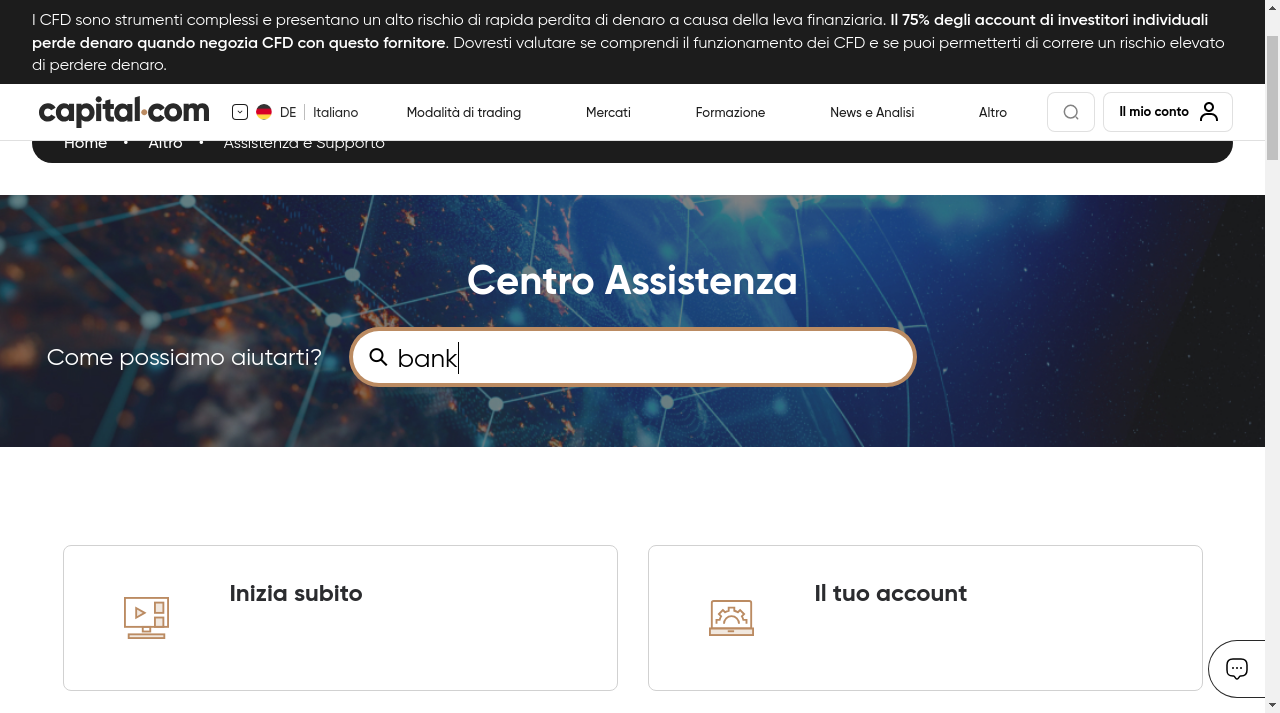 I CFD sono strumenti complessi e presentano un alto rischio di rapida perdita di denaro a causa della leva finanziaria. Il 75% degli account di investitori individuali
perde denaro quando negozia CFD con questo fornitore. Dovresti valutare se comprendi il funzionamento dei CFD e se puoi permetterti di correre un rischio elevato
di perdere denaro.
capital.com DE Italiano Modalità di trading Mercati Formazione News e Analisi Altro Il mio conto
Home • Altro • Assistenza e Supporto
Centro Assistenza
Come possiamo aiutarti? bank
Inizia subito Il tuo account